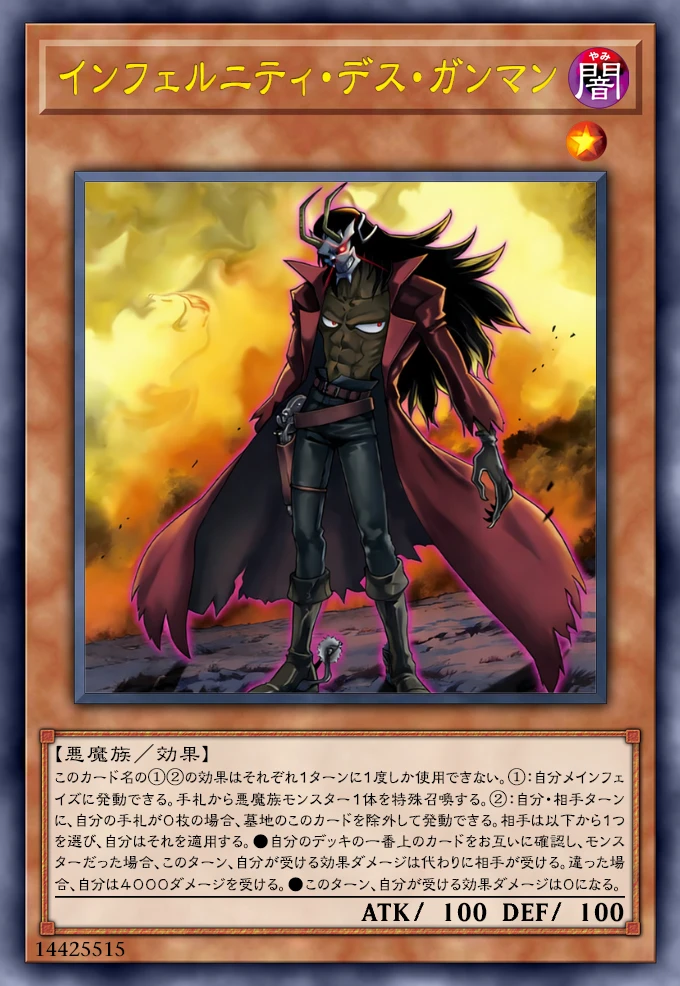 インフェルニティ・デス・ガンマン
やみ
闇
【悪魔族／効果】
このカード名の①②の効果はそれぞれ1ターンに1度しか使用できない。①：自分メインフェ
イズに発動できる。手札から悪魔族モンスター1体を特殊召喚する。②：自分・相手ターン
に、自分の手札が0枚の場合、墓地のこのカードを除外して発動できる。相手は以下から1つ
を選び、自分はそれを適用する。●自分のデッキの一番上のカードをお互いに確認し、モンス
ターだった場合、このターン、自分が受ける効果ダメージは代わりに相手が受ける。違った場
合、自分は4000ダメージを受ける。●このターン、自分が受ける効果ダメージは0になる。
ATK/ 100 DEF/ 100
14425515